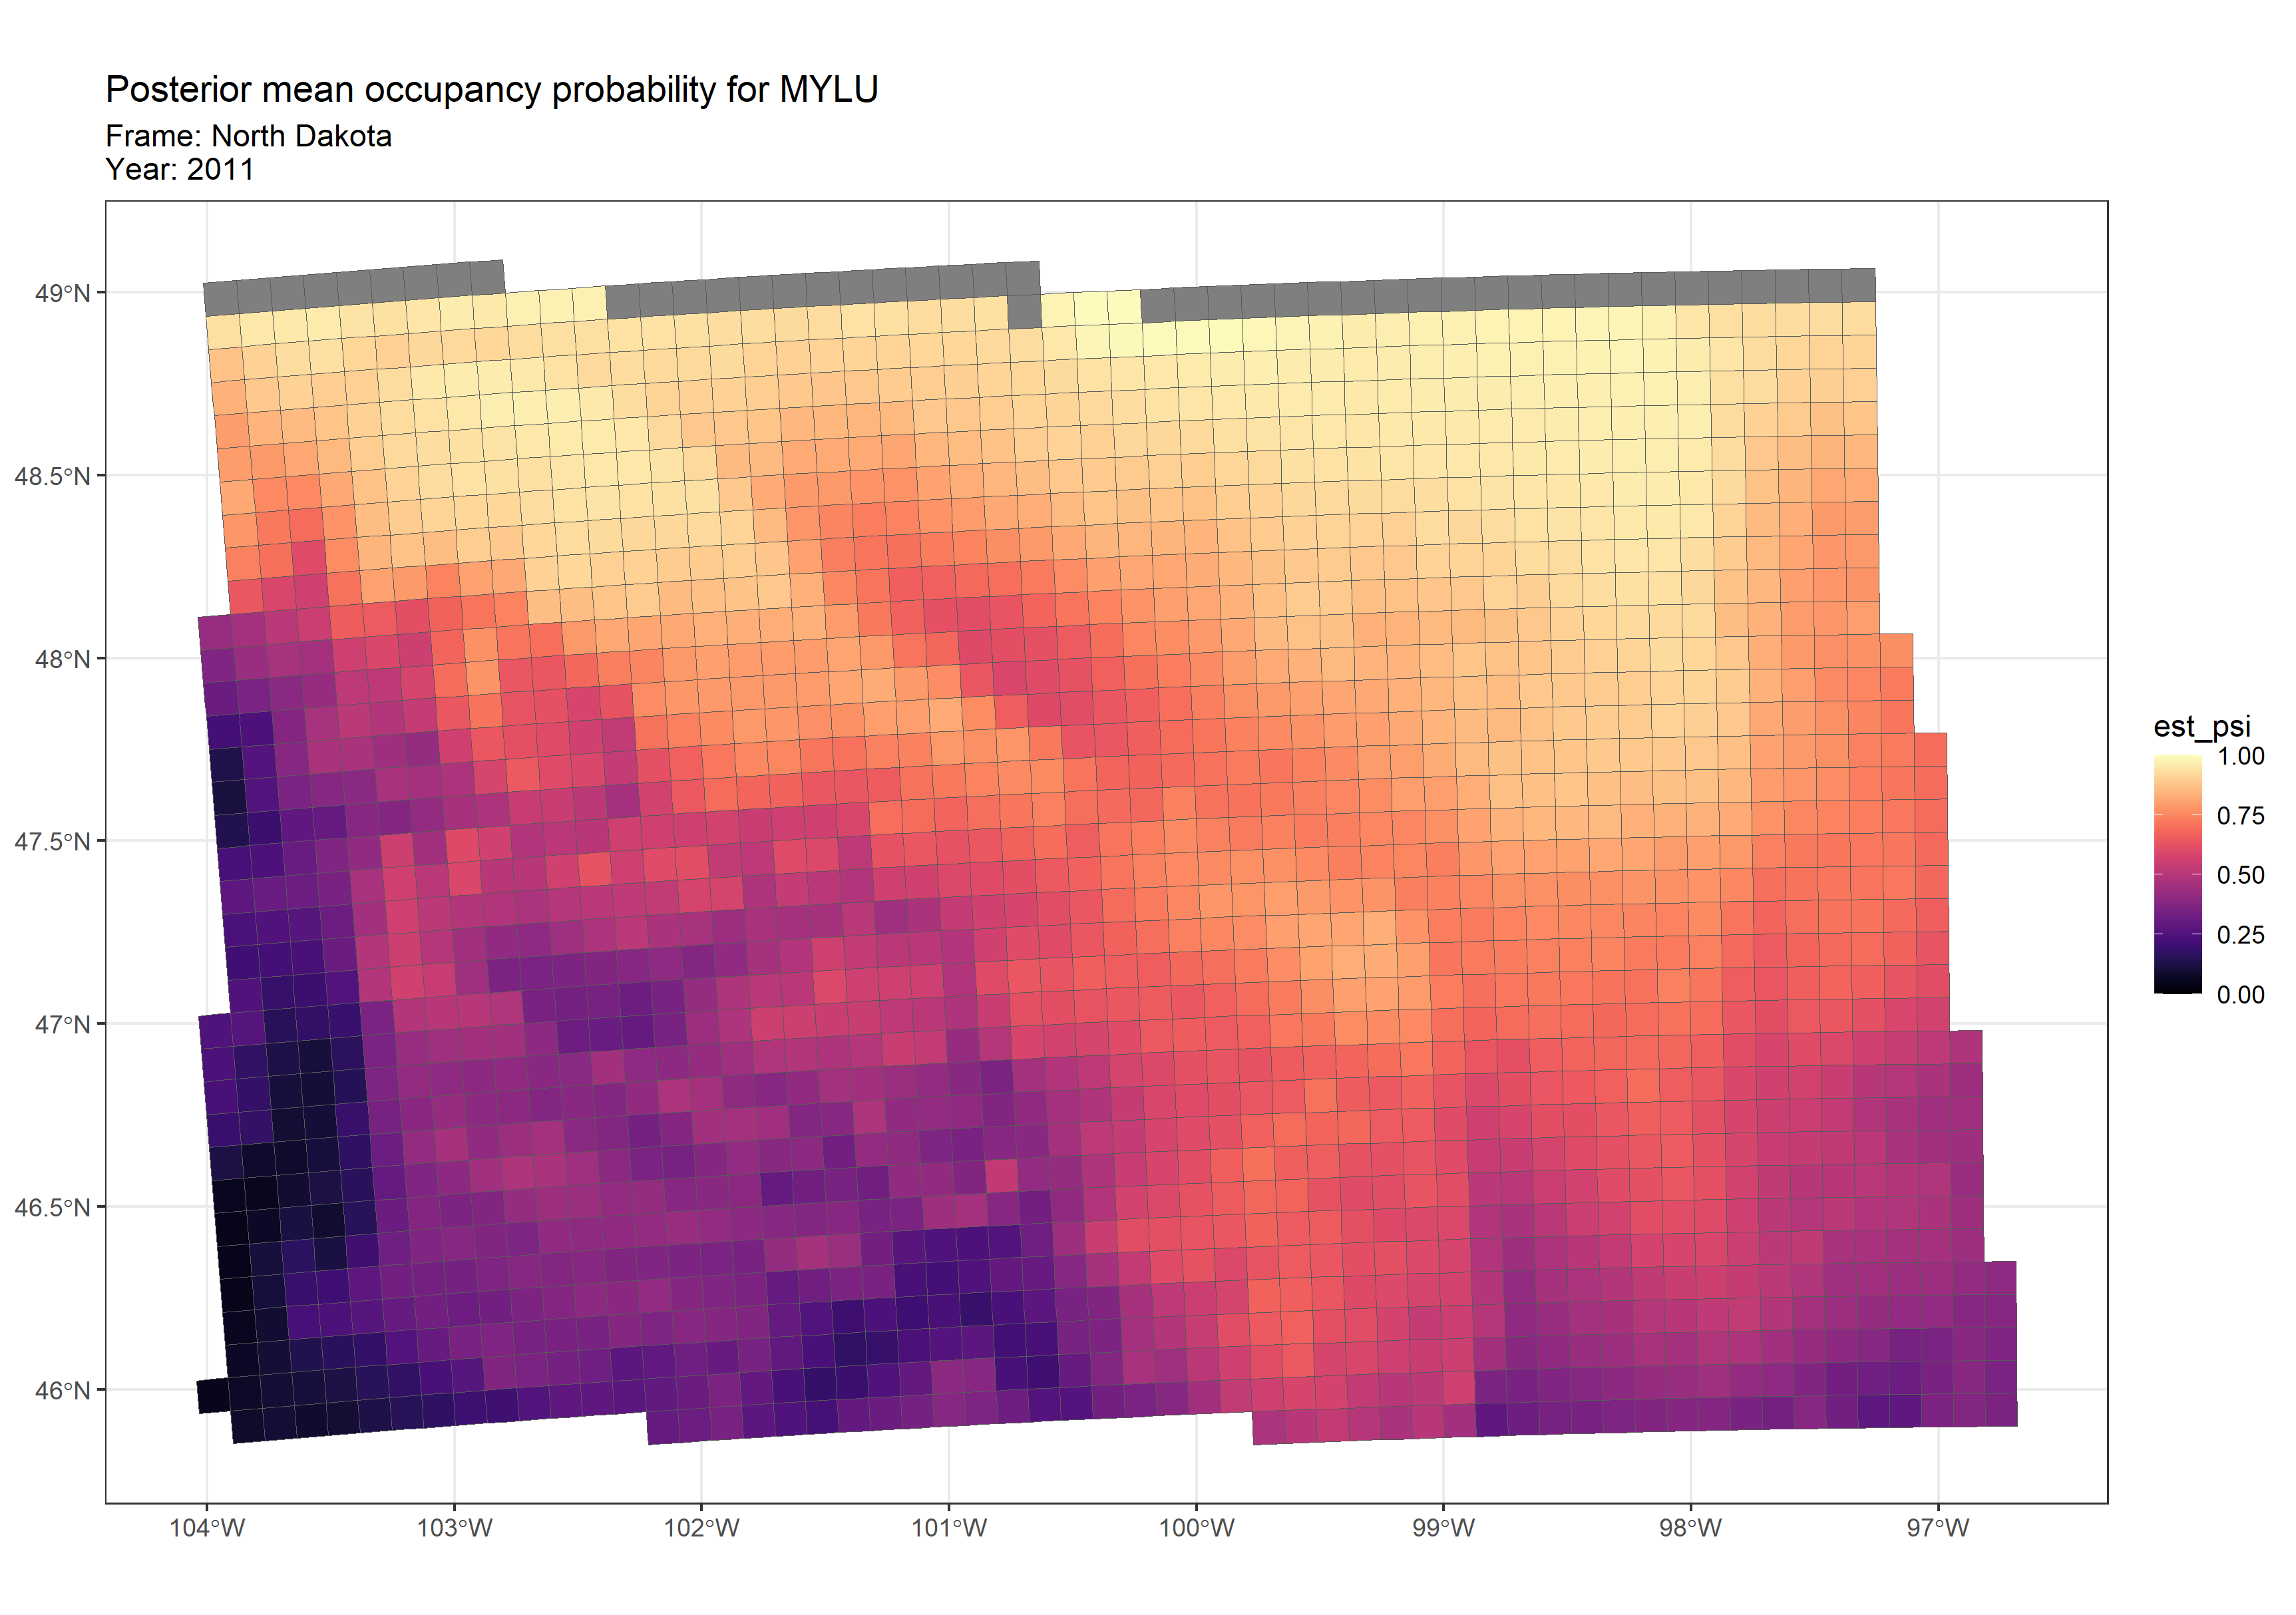 Posterior mean occupancy probability for MYLU
Frame: North Dakota
Year: 2011
49°N
48.5°N
48°N
47.5°N
47°N
46.5°N
46°N
104°W
103°W
102°W
101°W
100°W
99°W
98°W
97°W
est_psi
1.00
0.75
0.50
0.25
0.00